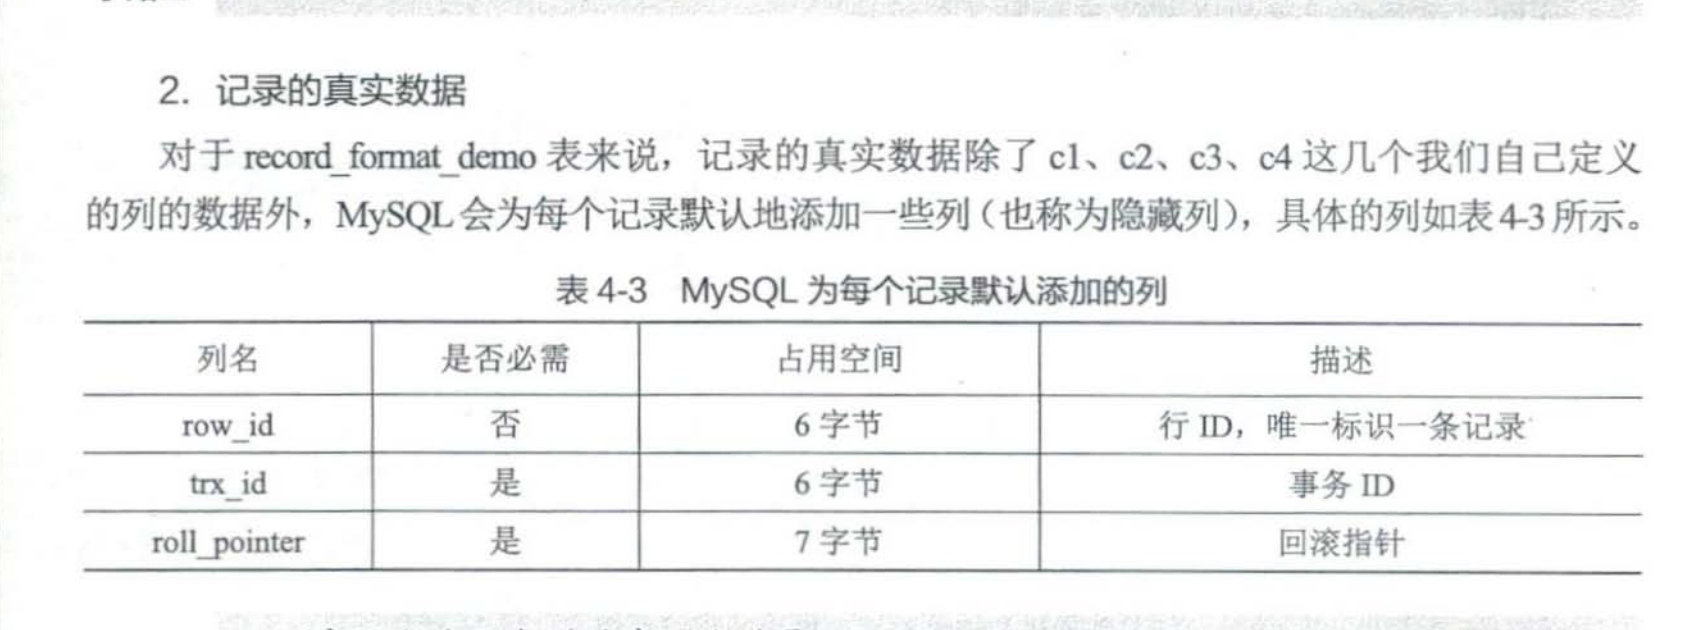 2. 记录的真实数据
对于 record_format_demo 表来说，记录的真实数据除了 c1、c2、c3、c4 这几个我们自己定义
的列的数据外，MySQL 会为每个记录默认地添加一些列（也称为隐藏列），具体的列如表 4-3 所示。
表 4-3 MySQL 为每个记录默认添加的列
列名 是否必需 占用空间 描述
row_id 否 6 字节 行 ID，唯一标识一条记录
trx_id 是 6 字节 事务 ID
roll_pointer 是 7 字节 回滚指针